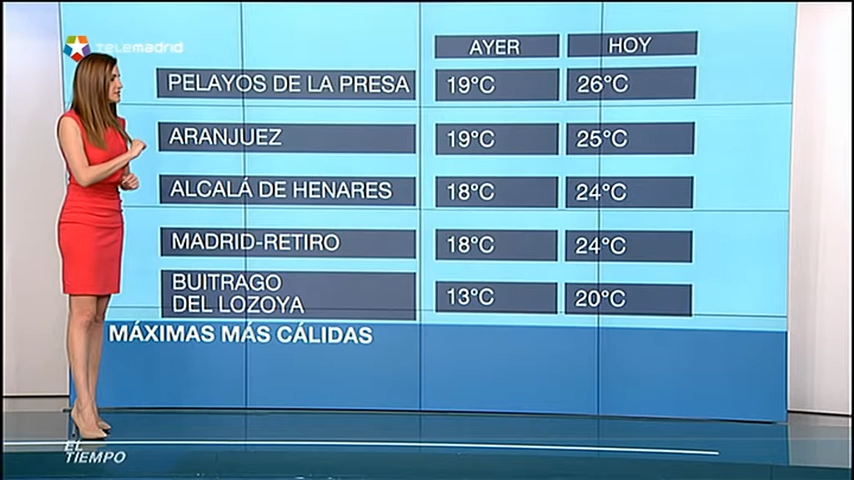 TELEMADRID
AYER HOY
PELAYOS DE LA PRESA 19°C 26°C
ARANJUEZ 19°C 25°C
ALCALÁ DE HENARES 18°C 24°C
MADRID-RETIRO 18°C 24°C
BUITRAGO
DEL LOZOYA 13°C 20°C
MÁXIMAS MÁS CÁLIDAS
EL
TIEMPO